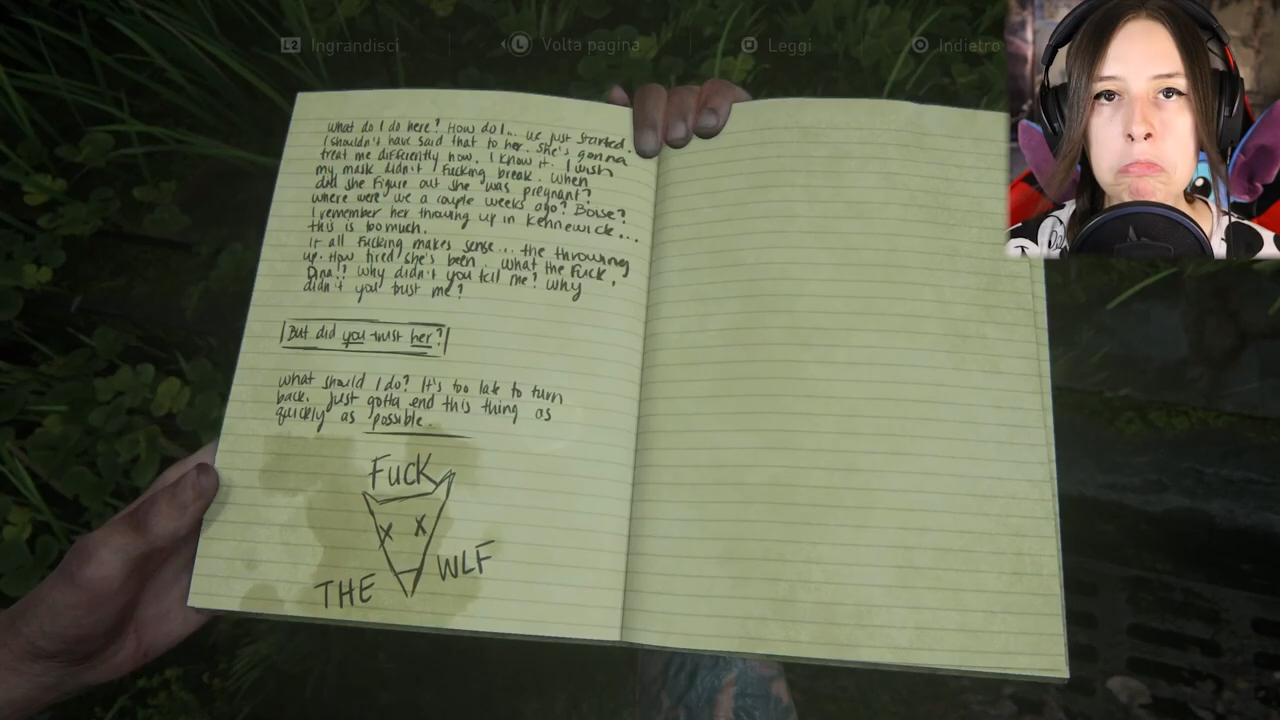 L2 Ingrandisci
L Volta pagina
Leggi
Indietro
What do I do here? How do I... we just started.
I shouldn't have said that to her. She's gonna
treat me differently now. I know it. I wish
my mask didn't fucking break. When
did she figure out she was pregnant?
where were we a couple weeks ago? Boise?
I remember her throwing up in Kennewick...
this is too much.
It all fucking makes sense... the throwing
up. How tired she's been. what the fuck,
Dina!? Why didn't you tell me? Why
didn't you trust me?
But did you trust her?
What should I do? It's too late to turn
back. Just gotta end this thing as
quickly as possible.
Fuck
THE
WLF